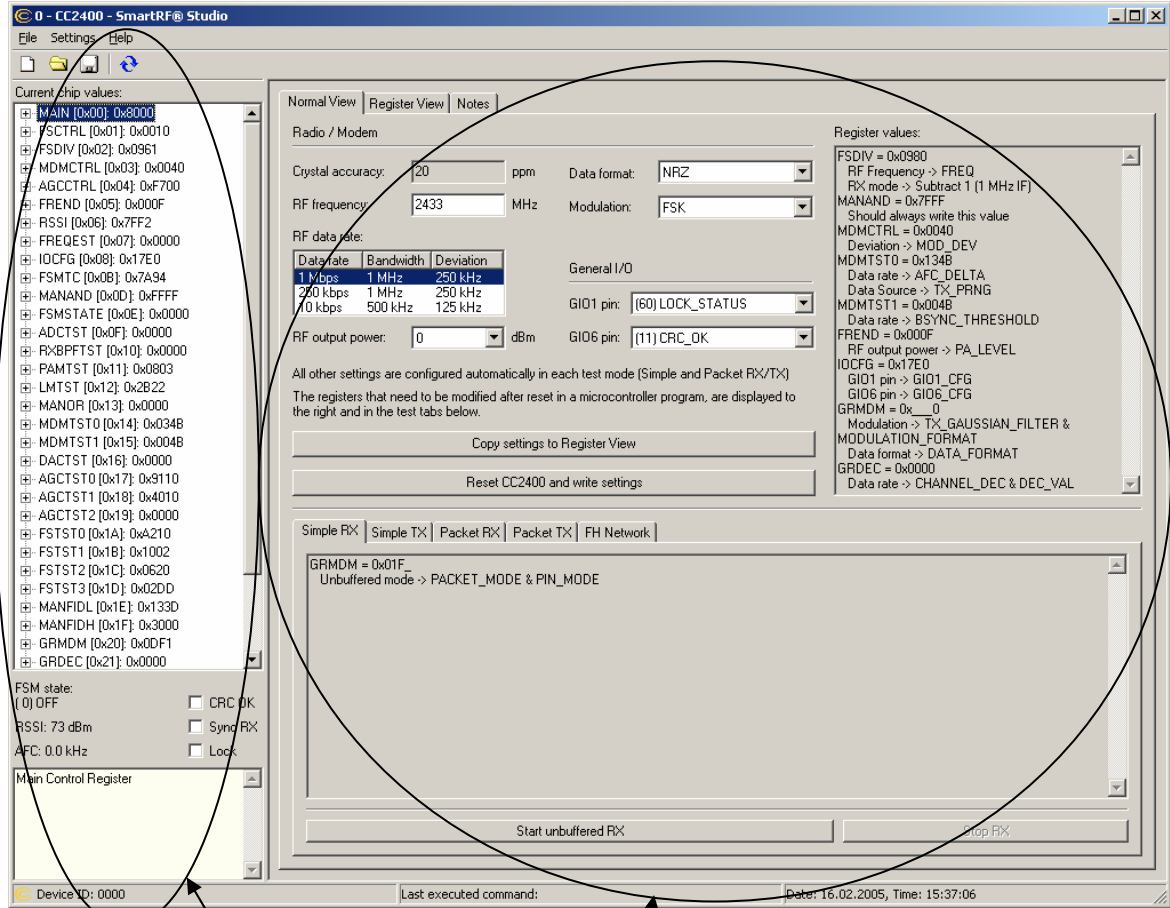 0 - CC2400 - SmartRF® Studio
File Settings Help
Current chip values:
MAIN [0x00]: 0x8000
FSCTRL [0x01]: 0x0010
FSDIV [0x02]: 0x0961
MDMCTRL [0x03]: 0x0040
AGCCTRL [0x04]: 0xF700
FREND [0x05]: 0x000F
RSSI [0x06]: 0x7FF2
FREQEST [0x07]: 0x0000
IOCFG [0x08]: 0x17E0
FSMTC [0x0B]: 0x7A94
MANAND [0x0D]: 0xFFFF
FSMSTATE [0x0E]: 0x0000
ADCTST [0x0F]: 0x0000
RXBPFTST [0x10]: 0x0000
PAMTST [0x11]: 0x0803
LMTST [0x12]: 0x2B22
MANOR [0x13]: 0x0000
MDMTST0 [0x14]: 0x034B
MDMTST1 [0x15]: 0x004B
DACTST [0x16]: 0x0000
AGCTST0 [0x17]: 0x9110
AGCTST1 [0x18]: 0x4010
AGCTST2 [0x19]: 0x0000
FSTST0 [0x1A]: 0xA210
FSTST1 [0x1B]: 0x1002
FSTST2 [0x1C]: 0x0620
FSTST3 [0x1D]: 0x02DD
MANFIDL [0x1E]: 0x133D
MANFIDH [0x1F]: 0x3000
GRMDM [0x20]: 0x0DF1
GRDEC [0x21]: 0x0000
FSM state:
( 0) OFF
CRC OK
RSSI: 73 dBm
Sync RX
AFC: 0.0 kHz
Lock
Main Control Register
Normal View Register View Notes
Radio / Modem
Crystal accuracy: 20 ppm
Data format: NRZ
RF frequency: 2433 MHz
Modulation: FSK
RF data rate:
Data rate Bandwidth Deviation
1 Mbps 1 MHz 250 kHz
250 kbps 1 MHz 250 kHz
10 kbps 500 kHz 125 kHz
General I/O
GIO1 pin: (60) LOCK_STATUS
RF output power: 0 dBm
GIO6 pin: (11) CRC_OK
All other settings are configured automatically in each test mode (Simple and Packet RX/TX)
The registers that need to be modified after reset in a microcontroller program, are displayed to
the right and in the test tabs below.
Copy settings to Register View
Reset CC2400 and write settings
Register values:
FSDIV = 0x0980
RF Frequency -> FREQ
RX mode -> Subtract 1 (1 MHz IF)
MANAND = 0x7FFF
Should always write this value
MDMCTRL = 0x0040
Deviation -> MOD_DEV
MDMTST0 = 0x134B
Data rate -> AFC_DELTA
Data Source -> TX_PRNG
MDMTST1 = 0x004B
Data rate -> BSYNC_THRESHOLD
FREND = 0x000F
RF output power -> PA_LEVEL
IOCFG = 0x17E0
GIO1 pin -> GIO1_CFG
GIO6 pin -> GIO6_CFG
GRMDM = 0x___0
Modulation -> TX_GAUSSIAN_FILTER &
MODULATION_FORMAT
Data format -> DATA_FORMAT
GRDEC = 0x0000
Data rate -> CHANNEL_DEC & DEC_VAL
Simple RX Simple TX Packet RX Packet TX FH Network
GRMDM = 0x01F_
Unbuffered mode -> PACKET_MODE & PIN_MODE
Start unbuffered RX
Stop RX
Device ID: 0000
Last executed command:
Date: 16.02.2005, Time: 15:37:06